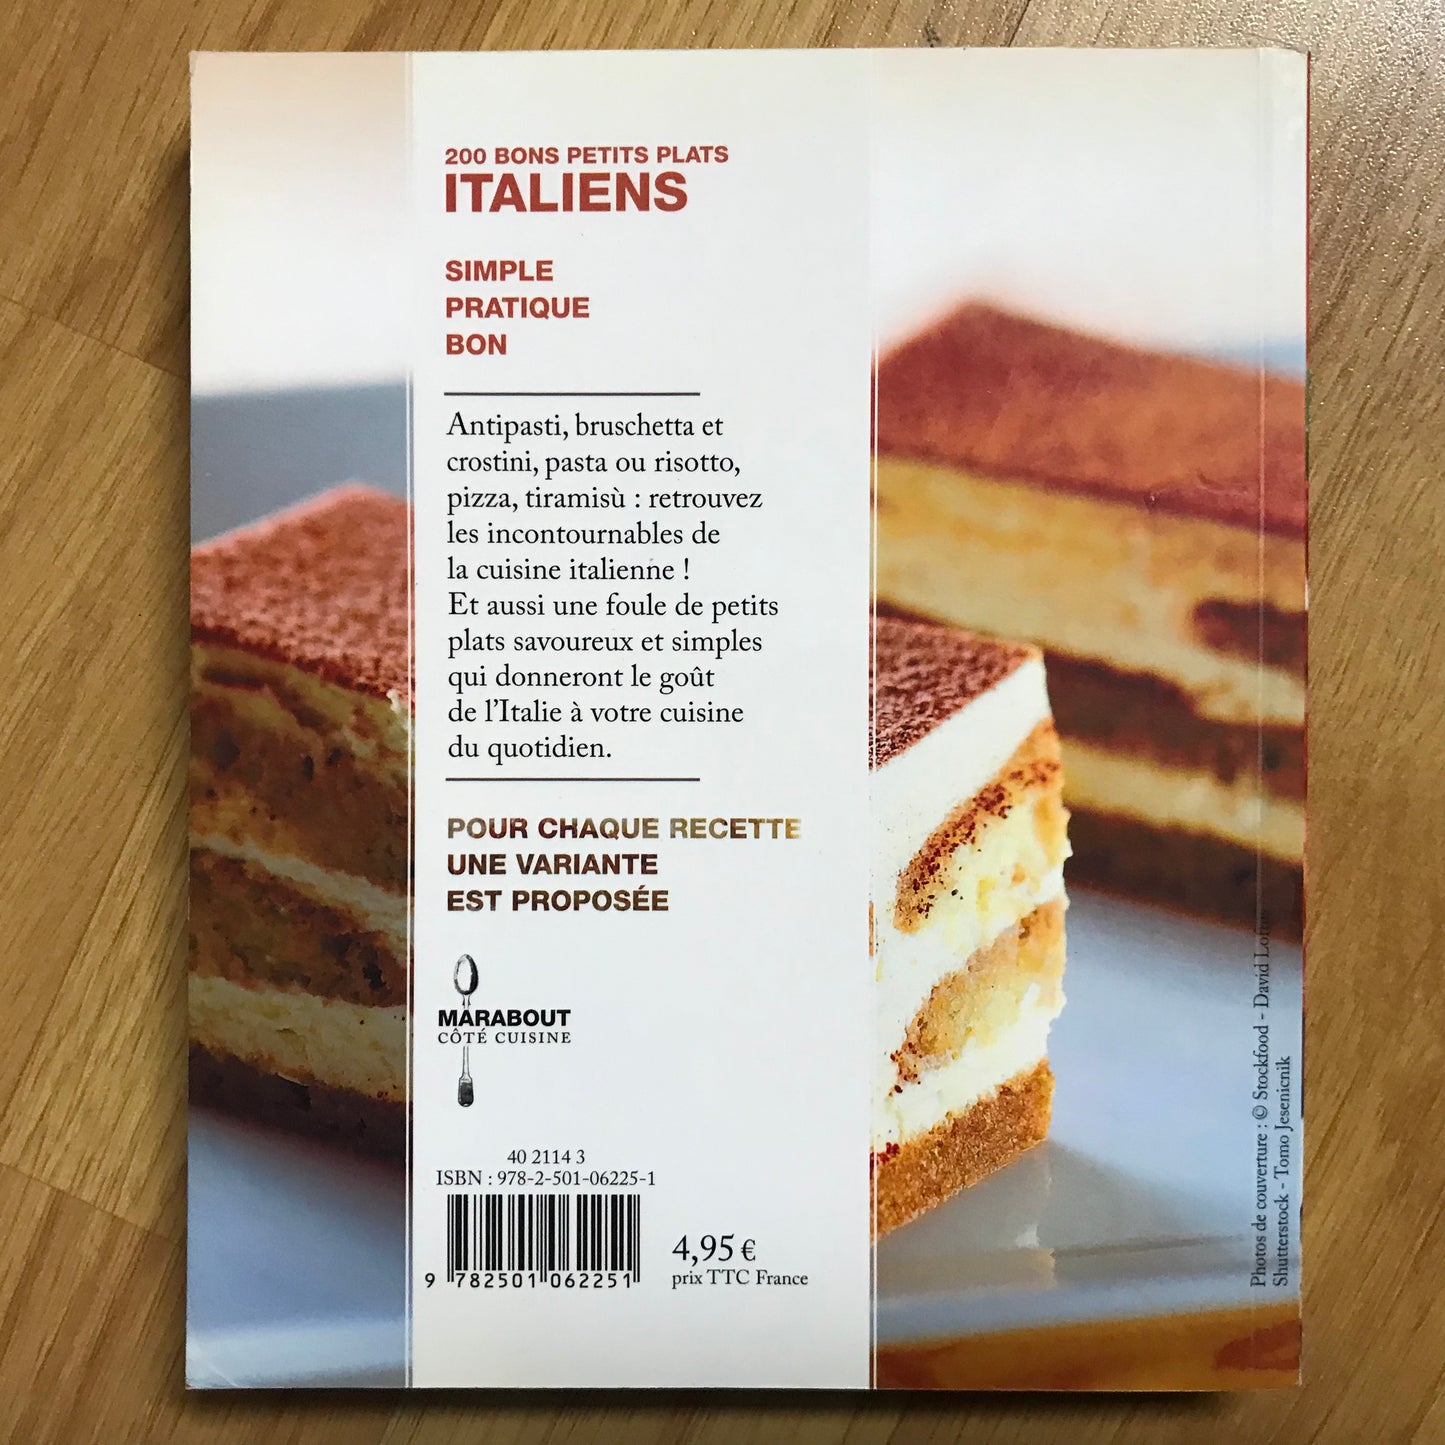 200 BONS PETITS PLATS
ITALIENS
SIMPLE
PRATIQUE
BON
Antipasti, bruschetta et
crostini, pasta ou risotto,
pizza, tiramisù : retrouvez
les incontournables de
la cuisine italienne !
Et aussi une foule de petits
plats savoureux et simples
qui donneront le goût
de l'Italie à votre cuisine
du quotidien.
POUR CHAQUE RECETTE
UNE VARIANTE
EST PROPOSÉE
MARABOUT
CÔTÉ CUISINE
40 2114 3
ISBN : 978-2-501-06225-1
9 782501 062251
4,95 €
prix TTC France
Photos de couverture : © Stockfood - David
Shutterstock - Tomo Jesenicnik